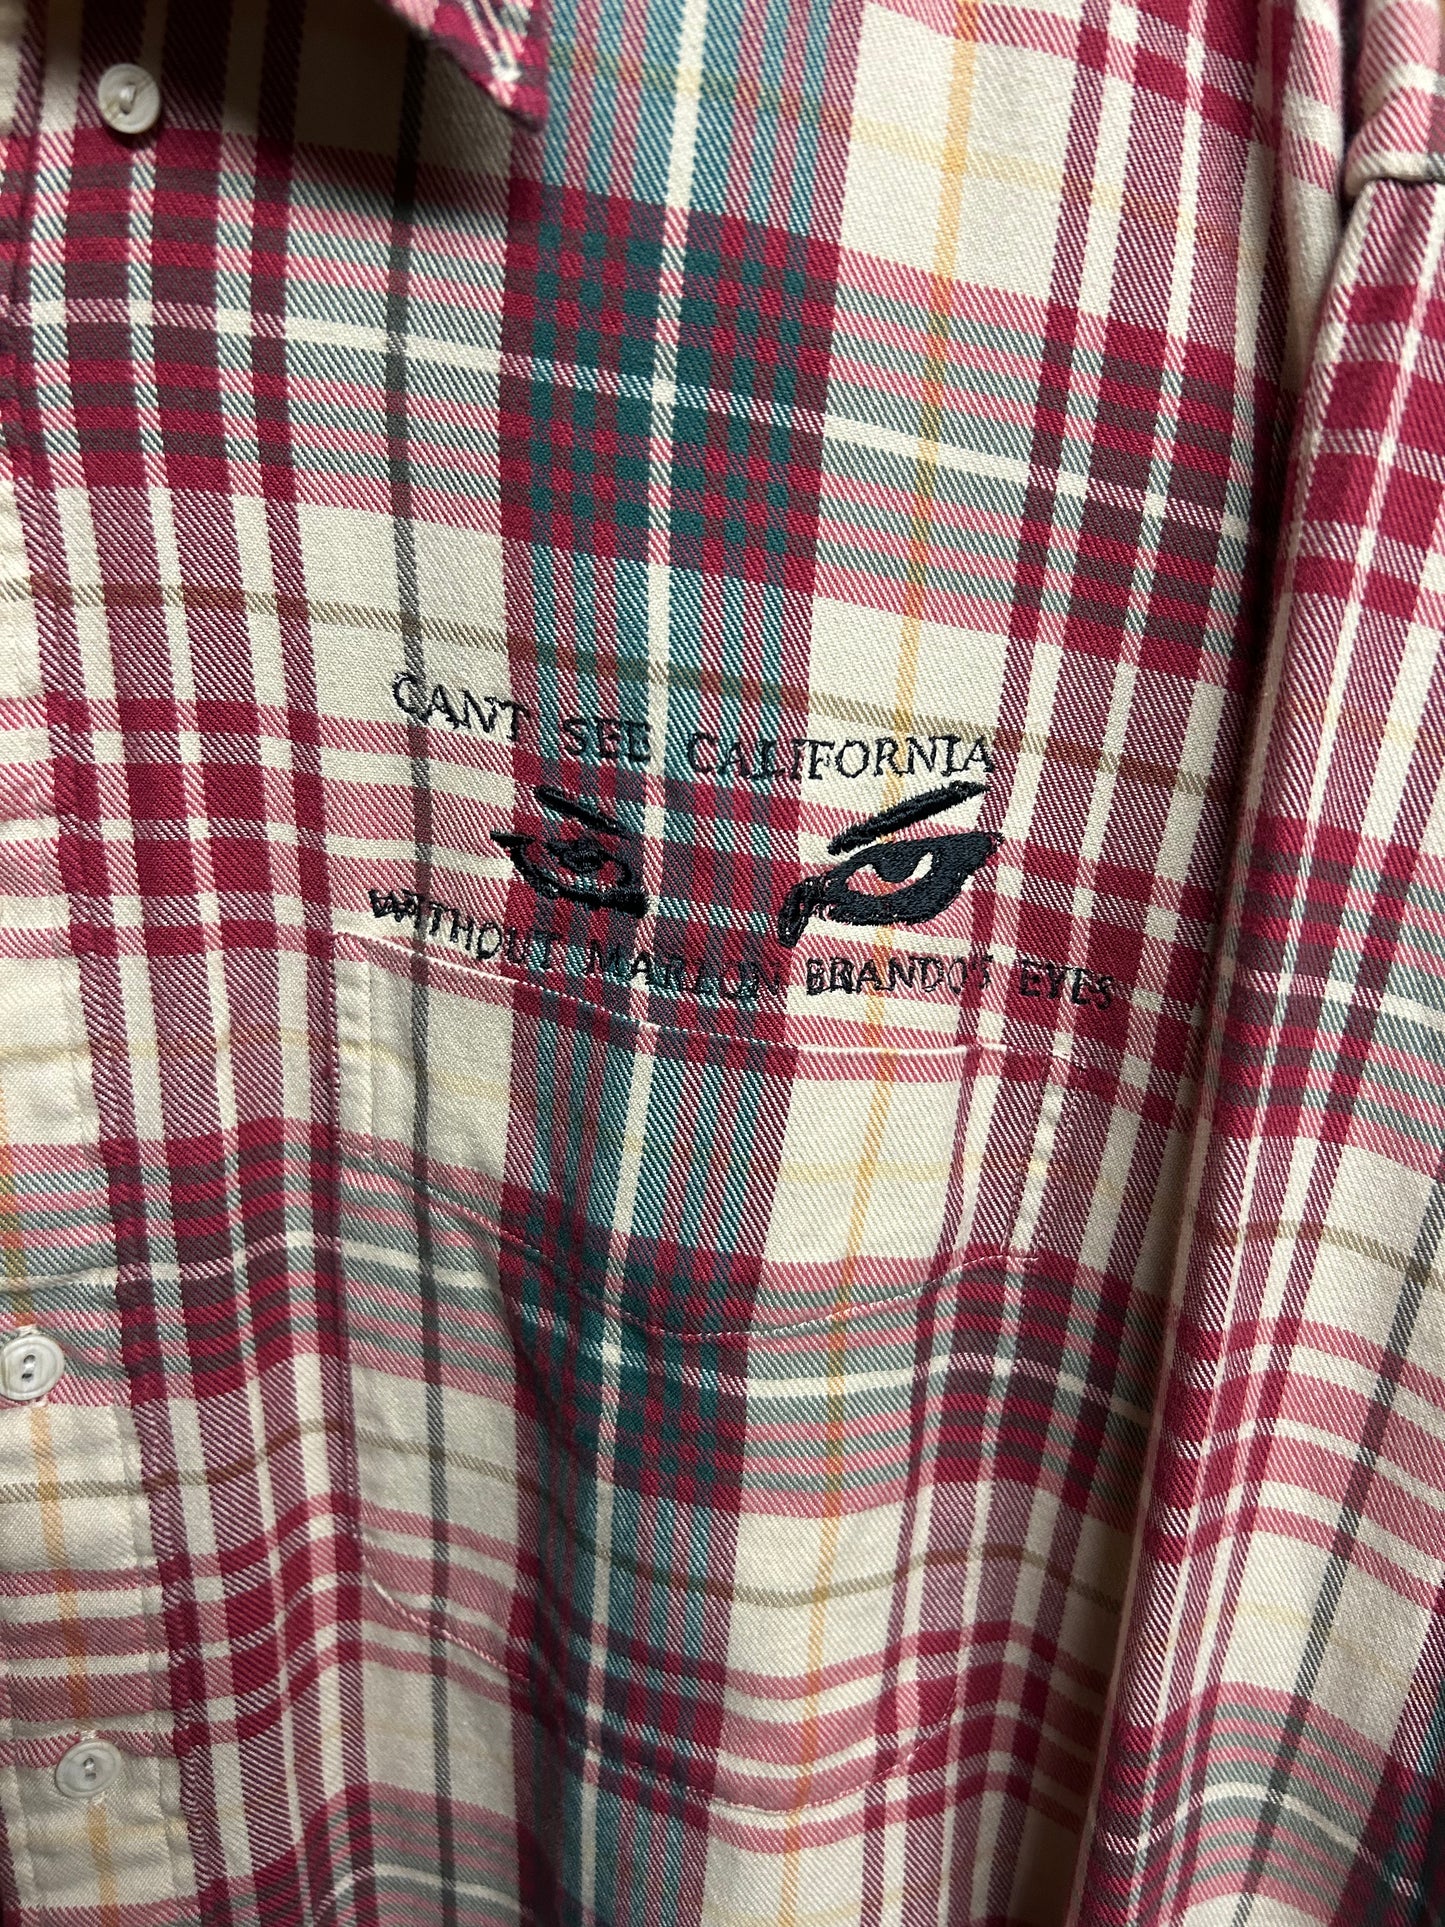 CANT SEE CALIFORNIA
WITHOUT MARLON BRANDO'S EYES